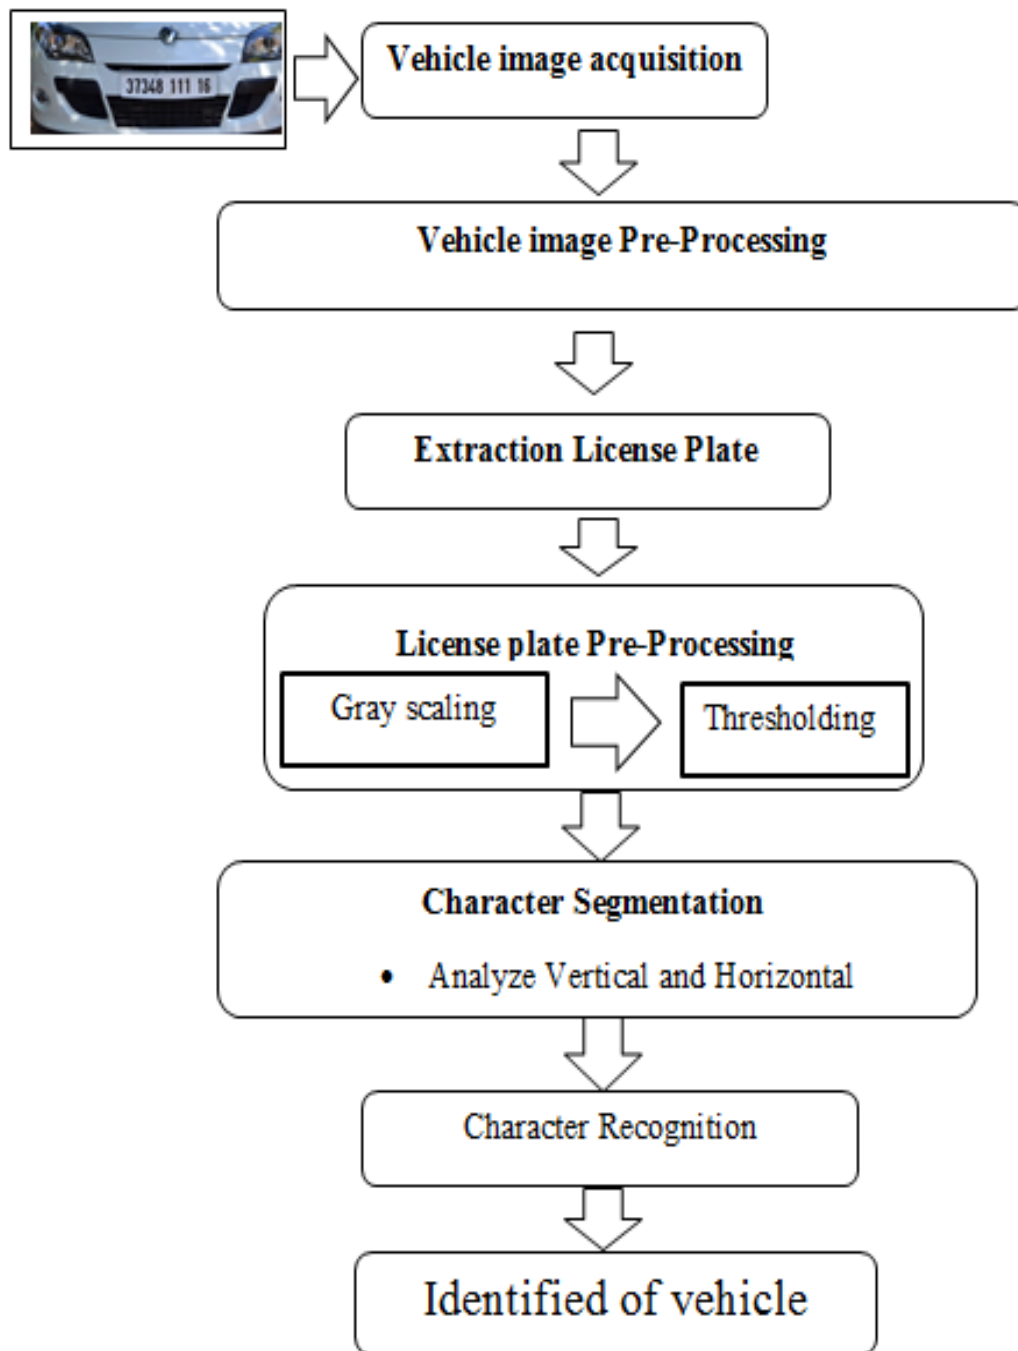 37348 111 16
Vehicle image acquisition
Vehicle image Pre-Processing
Extraction License Plate
License plate Pre-Processing
Gray scaling
Thresholding
Character Segmentation
• Analyze Vertical and Horizontal
Character Recognition
Identified of vehicle